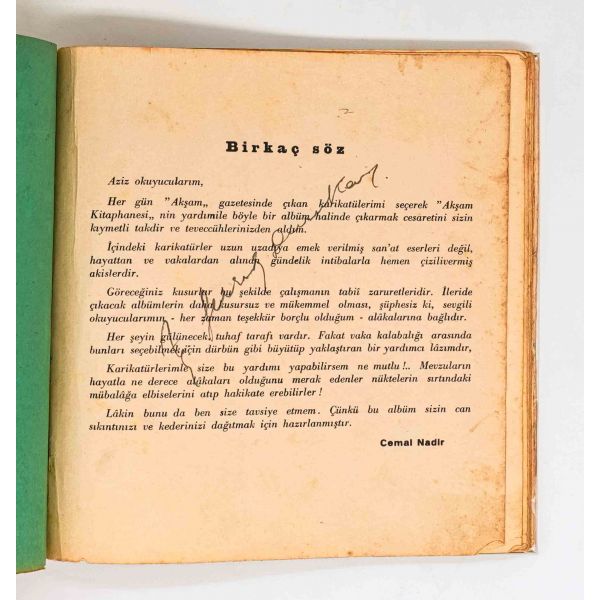 Birkaç söz
Aziz okuyucularım,
Her gün "Akşam„ gazetesinde çıkan karikatülerimi seçerek "Akşam
Kitaphanesi„ nin yardımile böyle bir albüm halinde çıkarmak cesaretini sizin
kıymetli takdir ve teveccühlerinizden aldım.
İçindeki karikatürler uzun uzadıya emek verilmiş san'at eserleri değil,
hayattan ve vakalardan alınan gündelik intibalarla hemen çizilivermiş
akislerdir.
Göreceğiniz kusurlar bu şekilde çalışmanın tabiî zaruretleridir. İleride
çıkacak albümlerin daha kusursuz ve mükemmel olması, şüphesiz ki, sevgili
okuyucularımın - her zaman teşekkür borçlu olduğum - alâkalarına bağlıdır.
Her şeyin gülünecek, tuhaf tarafı vardır. Fakat vaka kalabalığı arasında
bunları seçebilmek için dürbün gibi büyütüp yaklaştıran bir yardımcı lâzımdır,
Karikatürlerimle size bu yardımı yapabilirsem ne mutlu!.. Mevzuların
hayatla ne derece alâkaları olduğunu merak edenler nüktelerin sırtındaki
mübalâğa elbiselerini atıp hakikate erebilirler !
Lâkin bunu da ben size tavsiye etmem. Çünkü bu albüm sizin can
sıkıntınızı ve kederinizi dağıtmak için hazırlanmıştır.
Cemal Nadir